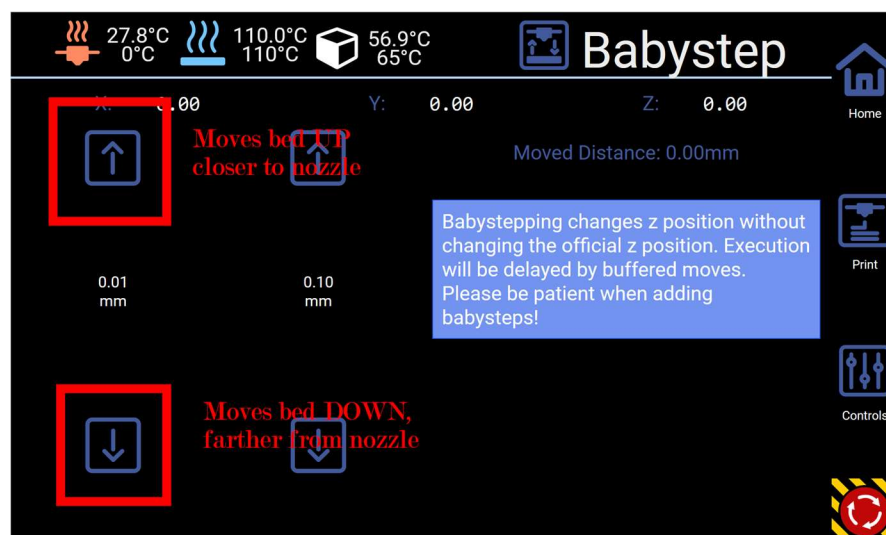 27.8°C 110.0°C 56.9°C Babystep
0°C 110°C 65°C
X: 0.00 Y: 0.00 Z: 0.00
Home
Moves bed UP
closer to nozzle
Moved Distance: 0.00mm
Babystepping changes z position without
changing the official z position. Execution
will be delayed by buffered moves.
Please be patient when adding
babysteps!
Print
0.01
mm
0.10
mm
Moves bed DOWN,
farther from nozzle
Controls